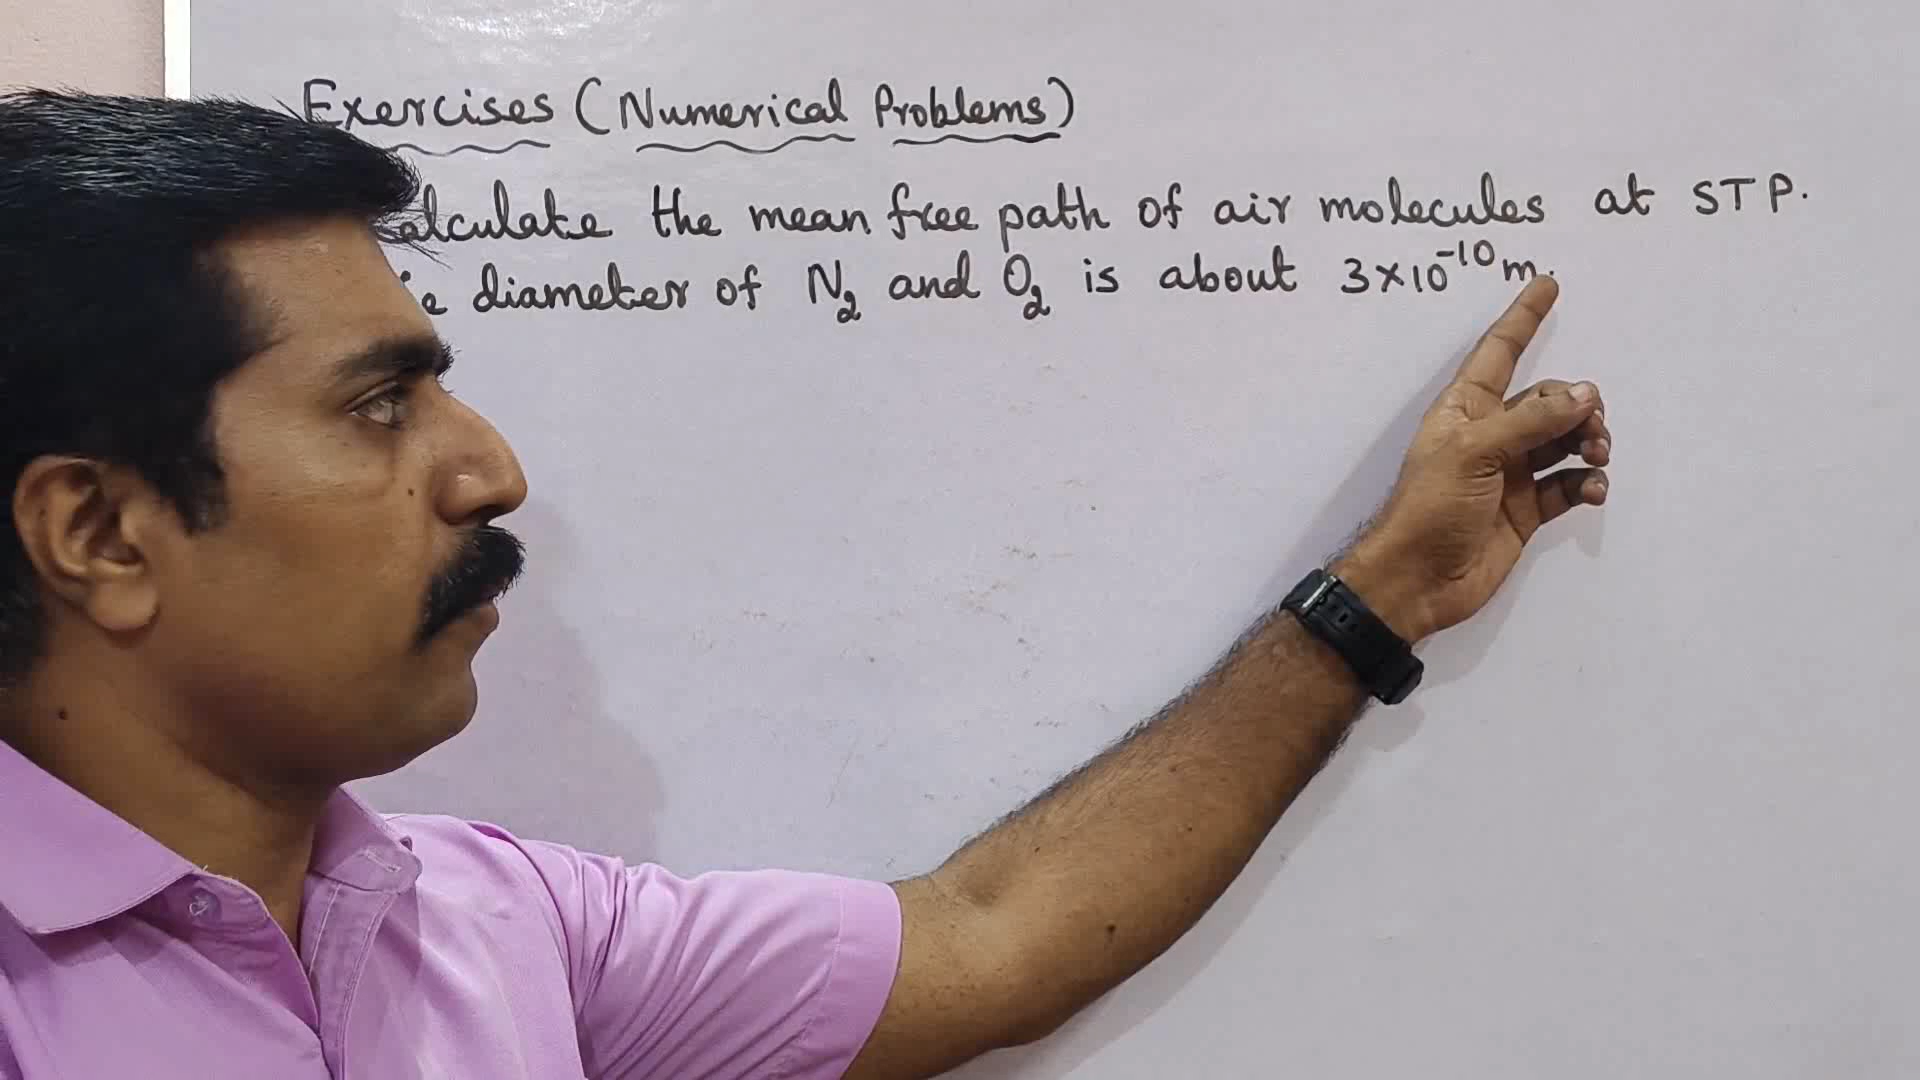 Exercises (Numerical Problems)
Calculate the mean free path of air molecules at STP.
diameter of N₂ and O₂ is about 3×10⁻¹⁰ m.